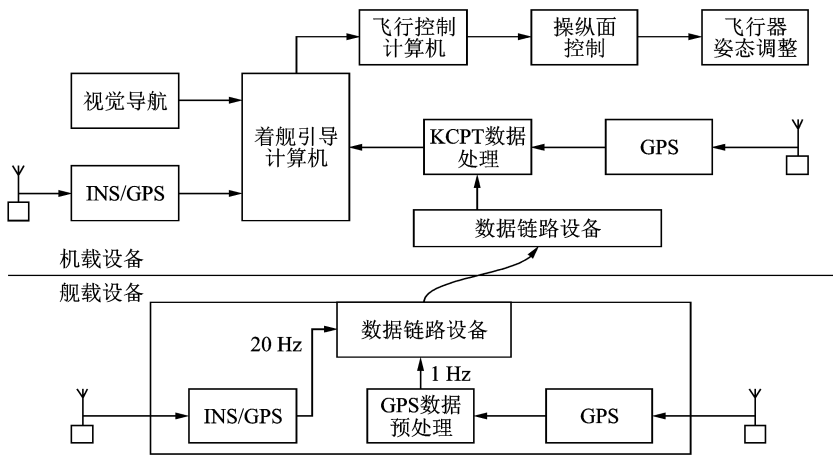 飞行控制
计算机
操纵面
控制
飞行器
姿态调整
视觉导航
着舰引导
计算机
KCPT数据
处理
GPS
INS/GPS
数据链路设备
机载设备
舰载设备
数据链路设备
20 Hz
1 Hz
INS/GPS
GPS数据
预处理
GPS